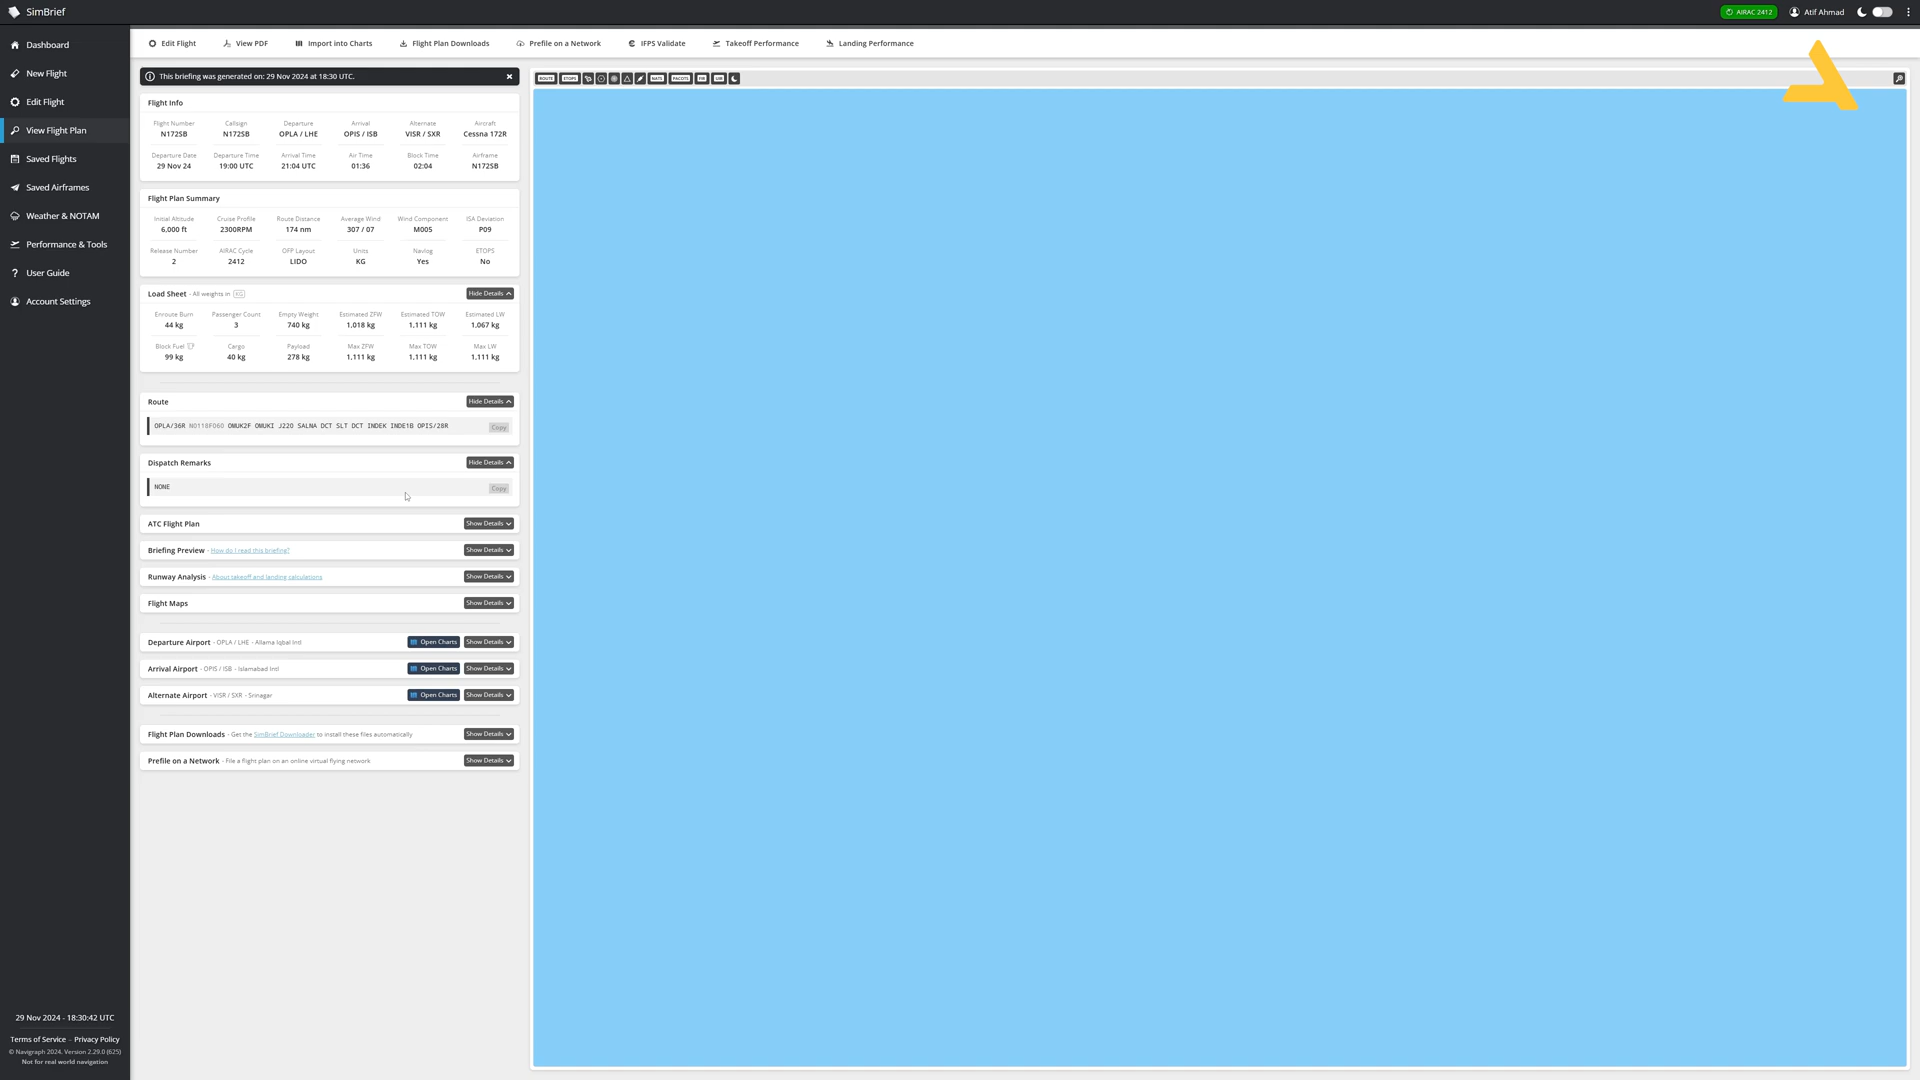 SimBrief
AIRAC 2412
Atif Ahmad
Dashboard
New Flight
Edit Flight
View Flight Plan
Saved Flights
Saved Airframes
Weather & NOTAM
Performance & Tools
User Guide
Account Settings
29 Nov 2024 - 18:30:42 UTC
Terms of Service - Privacy Policy
© Navigraph 2024. Version 2.29.0 (625)
Not for real world navigation
Edit Flight View PDF Import into Charts Flight Plan Downloads Prefile on a Network IFPS Validate Takeoff Performance Landing Performance
This briefing was generated on: 29 Nov 2024 at 18:30 UTC.
Flight Info
Flight Number Callsign Departure Arrival Alternate Aircraft
N172SB N172SB OPLA / LHE OPIS / ISB VISR / SXR Cessna 172R
Departure Date Departure Time Arrival Time Air Time Block Time Airframe
29 Nov 24 19:00 UTC 21:04 UTC 01:36 02:04 N172SB
Flight Plan Summary
Initial Altitude Cruise Profile Route Distance Average Wind Wind Component ISA Deviation
6,000 ft 2300RPM 174 nm 307 / 07 M005 P09
Release Number AIRAC Cycle OFP Layout Units Navlog ETOPS
2 2412 LIDO KG Yes No
Load Sheet - All weights in KG Hide Details
Enroute Burn Passenger Count Empty Weight Estimated ZFW Estimated TOW Estimated LW
44 kg 3 740 kg 1,018 kg 1,111 kg 1,067 kg
Block Fuel Cargo Payload Max ZFW Max TOW Max LW
99 kg 40 kg 278 kg 1,111 kg 1,111 kg 1,111 kg
Route Hide Details
OPLA/36R N0118F060 OMUK2F OMUKI J220 SALNA DCT SLT DCT INDEK INDE1B OPIS/28R Copy
Dispatch Remarks Hide Details
NONE Copy
ATC Flight Plan Show Details
Briefing Preview - How do I read this briefing? Show Details
Runway Analysis - About takeoff and landing calculations Show Details
Flight Maps Show Details
Departure Airport - OPLA / LHE - Allama Iqbal Intl Open Charts Show Details
Arrival Airport - OPIS / ISB - Islamabad Intl Open Charts Show Details
Alternate Airport - VISR / SXR - Srinagar Open Charts Show Details
Flight Plan Downloads - Get the SimBrief Downloader to install these files automatically Show Details
Prefile on a Network - File a flight plan on an online virtual flying network Show Details
ROUTE ETOPS NATS PACOTS FIR UIR